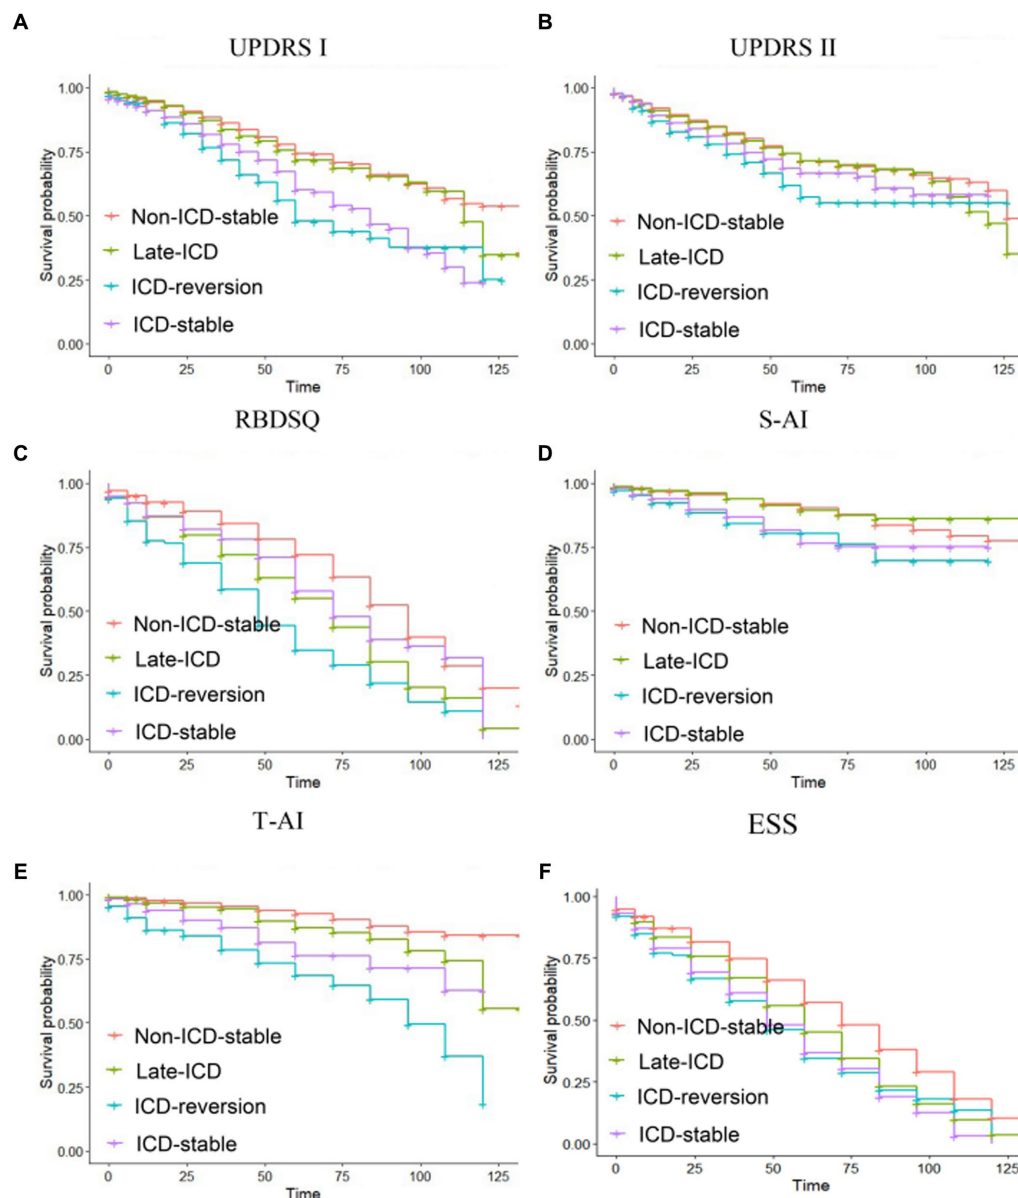 A
UPDRS I
Survival probability
1.00
0.75
0.50
0.25
0.00
Non-ICD-stable
Late-ICD
ICD-reversion
ICD-stable
0 25 50 75 100 125
Time
B
UPDRS II
Survival probability
1.00
0.75
0.50
0.25
0.00
Non-ICD-stable
Late-ICD
ICD-reversion
ICD-stable
0 25 50 75 100 125
Time
C
RBDSQ
Survival probability
1.00
0.75
0.50
0.25
0.00
Non-ICD-stable
Late-ICD
ICD-reversion
ICD-stable
0 25 50 75 100 125
Time
D
S-AI
Survival probability
1.00
0.75
0.50
0.25
0.00
Non-ICD-stable
Late-ICD
ICD-reversion
ICD-stable
0 25 50 75 100 125
Time
E
T-AI
Survival probability
1.00
0.75
0.50
0.25
0.00
Non-ICD-stable
Late-ICD
ICD-reversion
ICD-stable
0 25 50 75 100 125
Time
F
ESS
Survival probability
1.00
0.75
0.50
0.25
0.00
Non-ICD-stable
Late-ICD
ICD-reversion
ICD-stable
0 25 50 75 100 125
Time